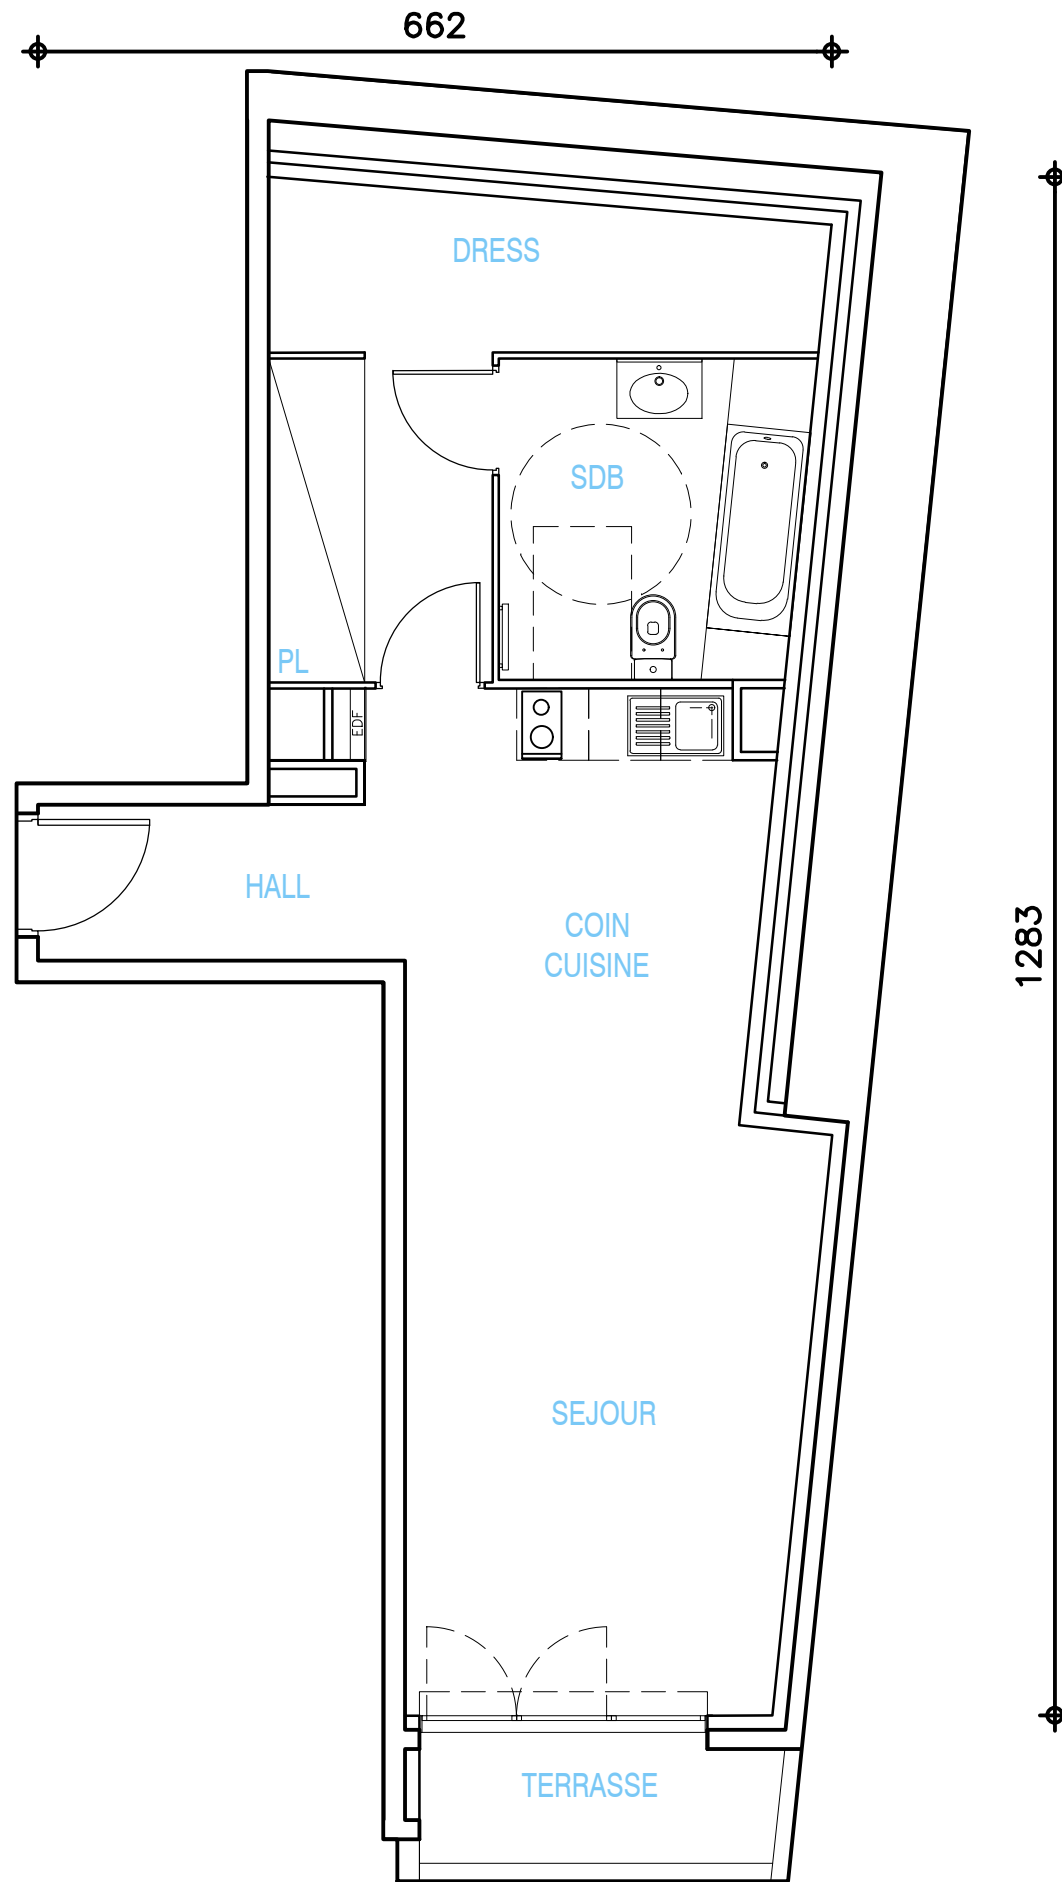 662
DRESS
SDB
PL
EDF
HALL
COIN
CUISINE
1283
SEJOUR
TERRASSE